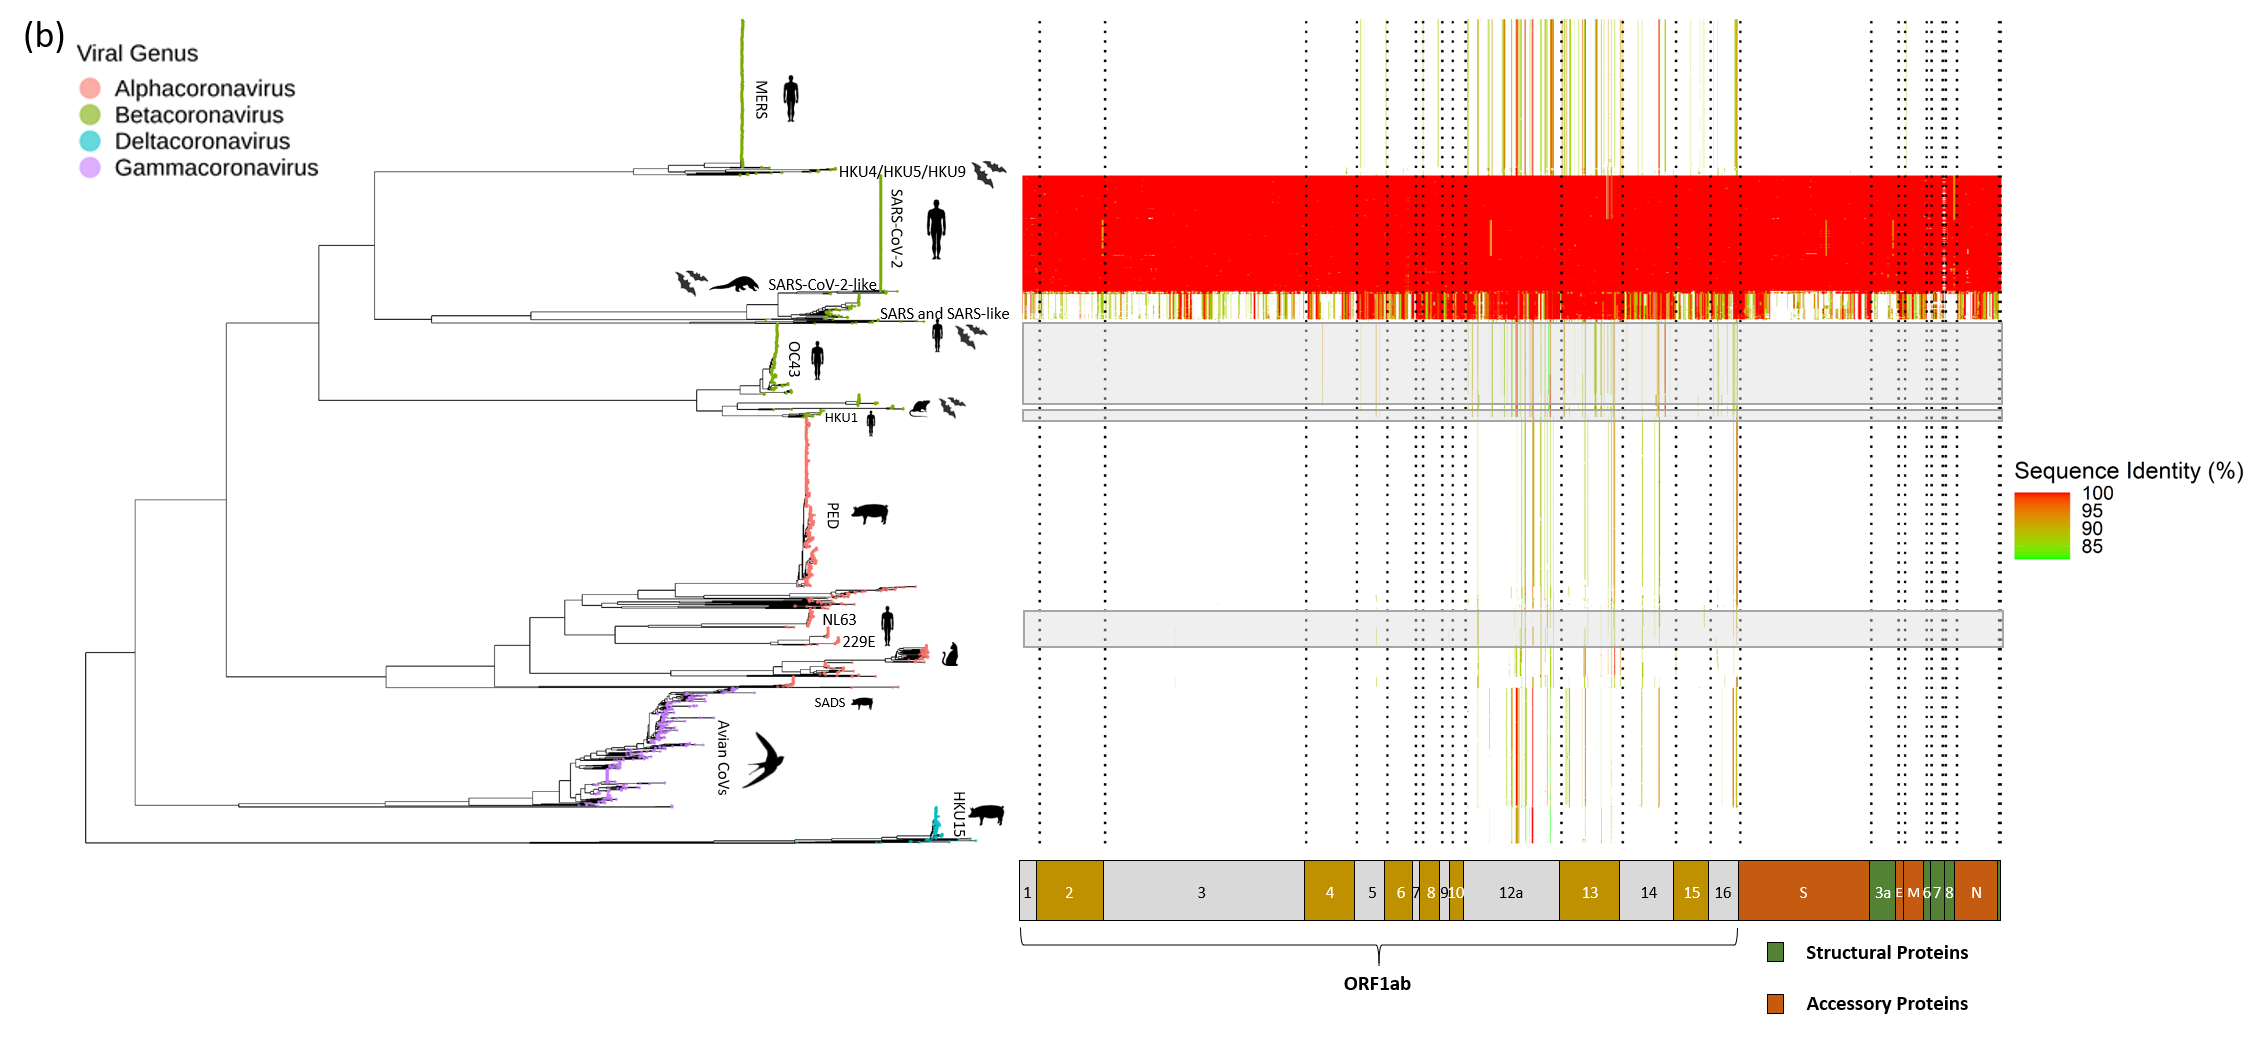 (b)
Viral Genus
Alphacoronavirus
Betacoronavirus
Deltacoronavirus
Gammacoronavirus
MERS
HKU4/HKU5/HKU9
SARS-CoV-2
SARS-CoV-2-like
SARS and SARS-like
OC43
HKU1
PED
NL63
229E
SADS
Avian CoVs
HKU15
Sequence Identity (%)
100
95
90
85
1 2 3 4 5 6 7 8 9 10 12a 13 14 15 16 S 3a E M 6 7 8 N
ORF1ab
Structural Proteins
Accessory Proteins